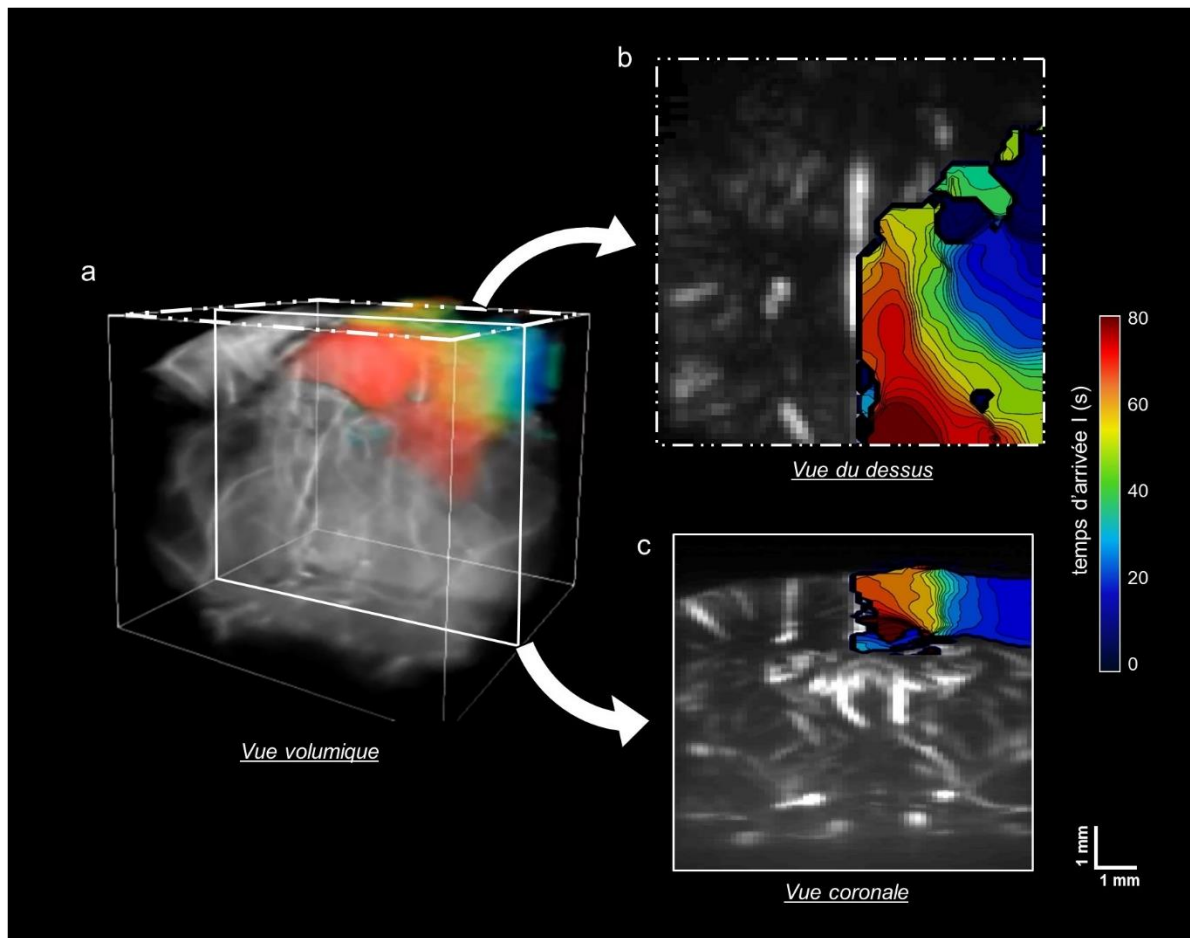 a
Vue volumique
b
Vue du dessus
c
Vue coronale
temps d'arrivée I (s)
80
60
40
20
0
1 mm
1 mm